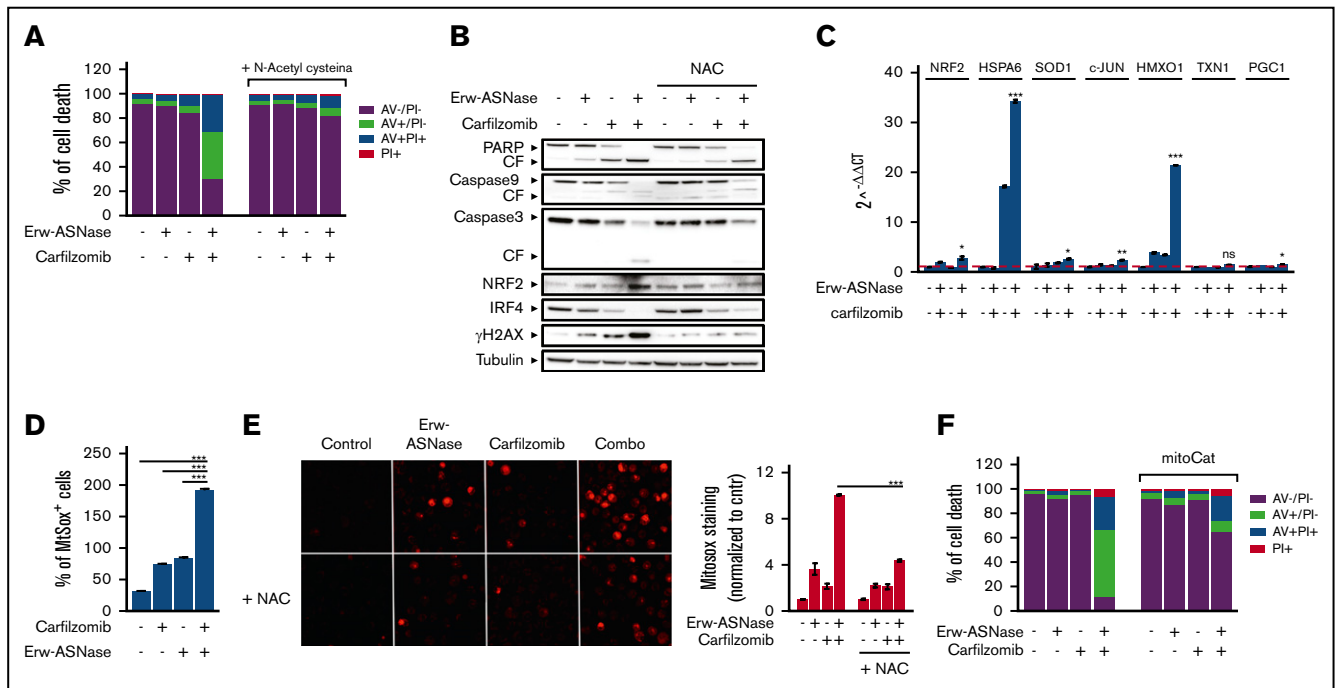 A
+ N-Acetyl cysteina
120
100
80
60
40
20
0
% of cell death
AV-/PI-
AV+/PI-
AV+PI+
PI+
Erw-ASNase - + - + - + - +
Carfilzomib - - + + - - + +
B
NAC
Erw-ASNase - + - + - + - +
Carfilzomib - - + + - - + +
PARP
CF
Caspase9
CF
Caspase3
CF
NRF2
IRF4
γH2AX
Tubulin
C
NRF2 HSPA6 SOD1 c-JUN HMXO1 TXN1 PGC1
40
30
20
10
0
2^-ΔΔCT
* *** * ** *** ns *
Erw-ASNase - + - + - + - + - + - + - + - + - + - + - + - + - + - +
carfilzomib - + - + - + - + - + - + - +
D
250
200
150
100
50
0
% of MtSox+ cells
***
***
***
Carfilzomib - + - +
Erw-ASNase - - + +
E
Control Erw-ASNase Carfilzomib Combo
+ NAC
12
8
4
0
Mitosox staining
(normalized to cntr)
***
Erw-ASNase - + - + - + - +
Carfilzomib - - + + - - + +
+ NAC
F
mitoCat
120
100
80
60
40
20
0
% of cell death
AV-/PI-
AV+/PI-
AV+PI+
PI+
Erw-ASNase - + - + - + - +
Carfilzomib - - + + - - + +